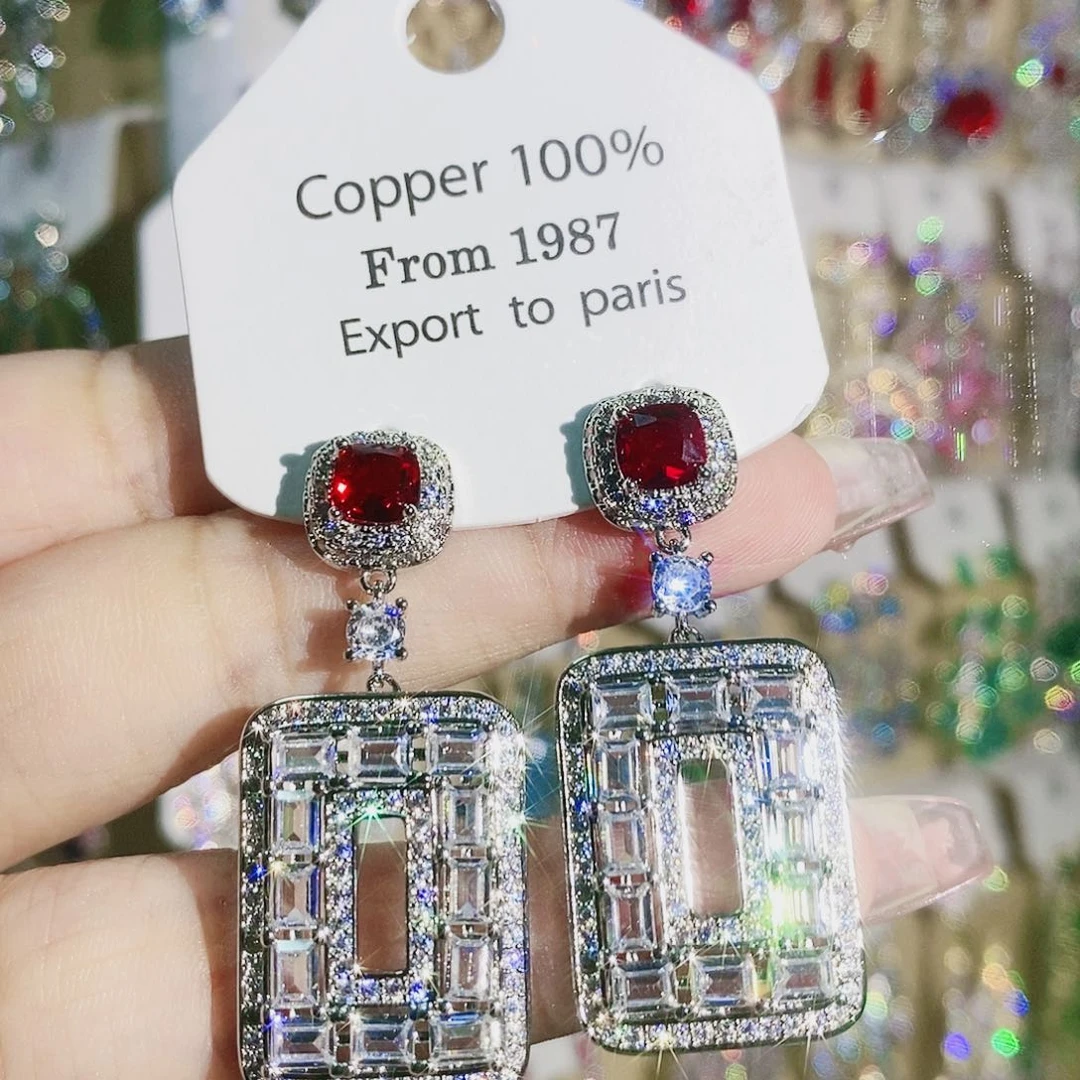 Copper 100%
From 1987
Export to paris